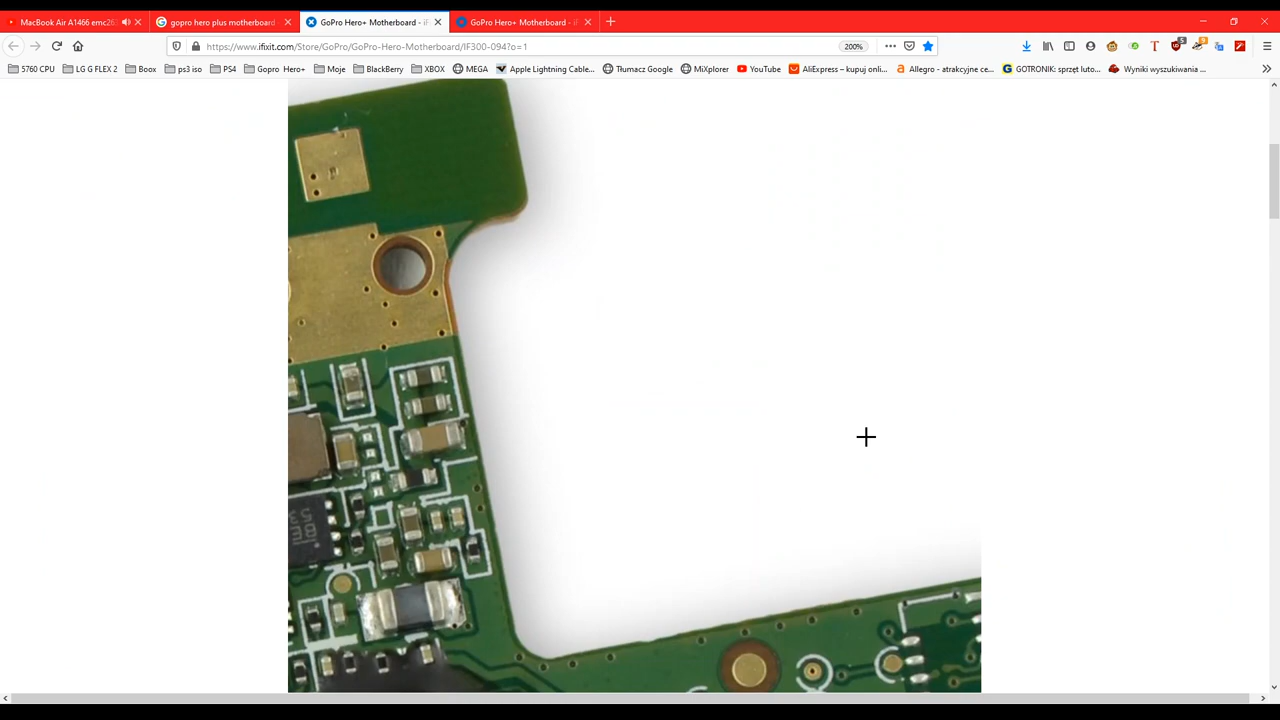 MacBook Air A1466 emc26
gopro hero plus motherboard
GoPro Hero+ Motherboard - iF
GoPro Hero+ Motherboard - iF
https://www.ifixit.com/Store/GoPro/GoPro-Hero-Motherboard/IF300-094?o=1
200%
5
9
5760 CPU
LG G FLEX 2
Boox
ps3 iso
PS4
Gopro Hero+
Moje
BlackBerry
XBOX
MEGA
Apple Lightning Cable...
Tłumacz Google
MiXplorer
YouTube
AliExpress – kupuj onli...
Allegro - atrakcyjne ce...
GOTRONIK: sprzęt luto...
Wyniki wyszukiwania ...